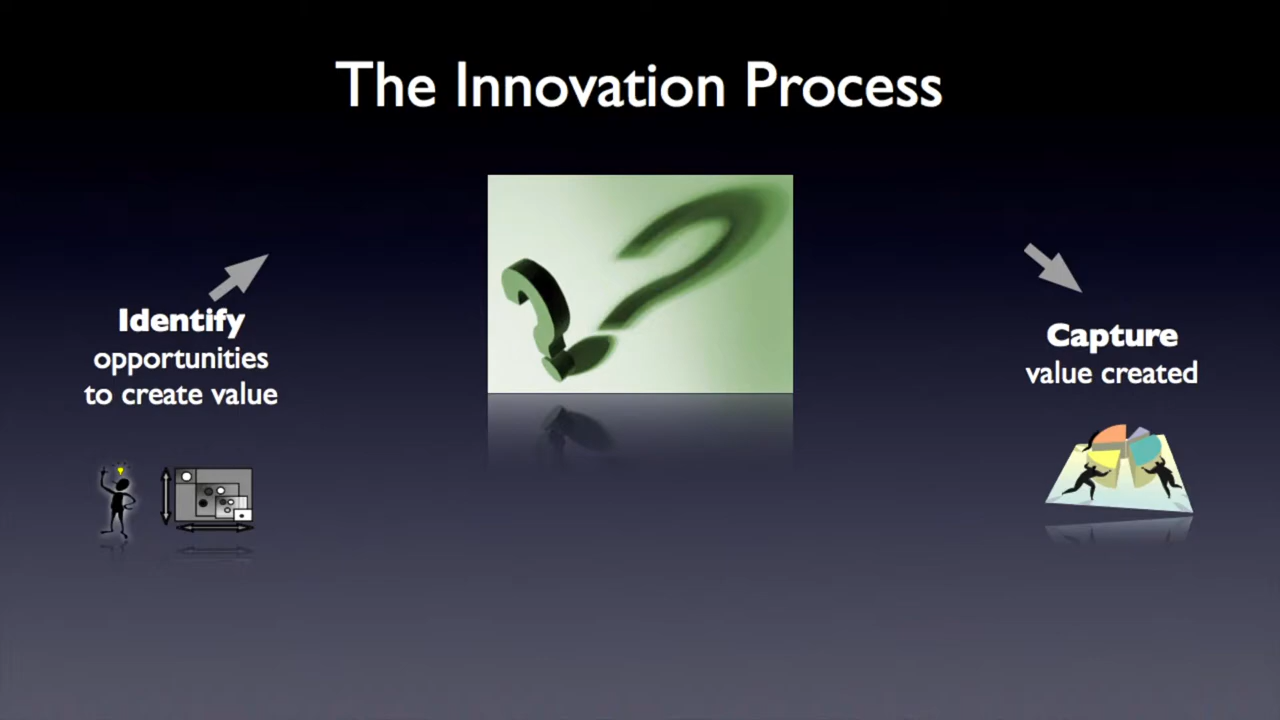 The Innovation Process
Identify
opportunities
to create value
Capture
value created